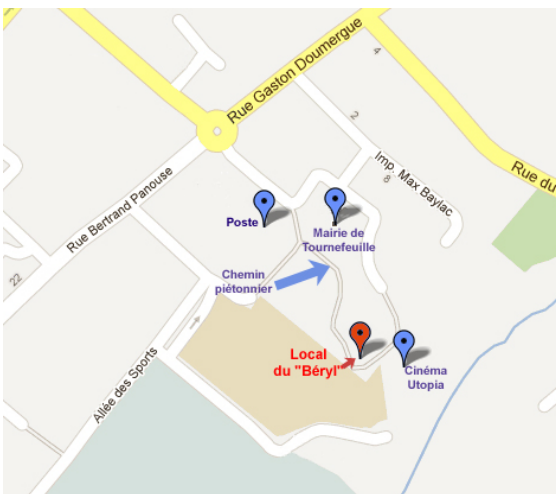 Rue Gaston Doumergue
4
2
Imp. Max Baylac
8
Rue du
Rue Bertrand Panouse
Poste
Mairie de
Tournefeuille
Chemin
piétonnier
22
Local
du "Béryl"
Cinéma
Utopia
Allée des Sports